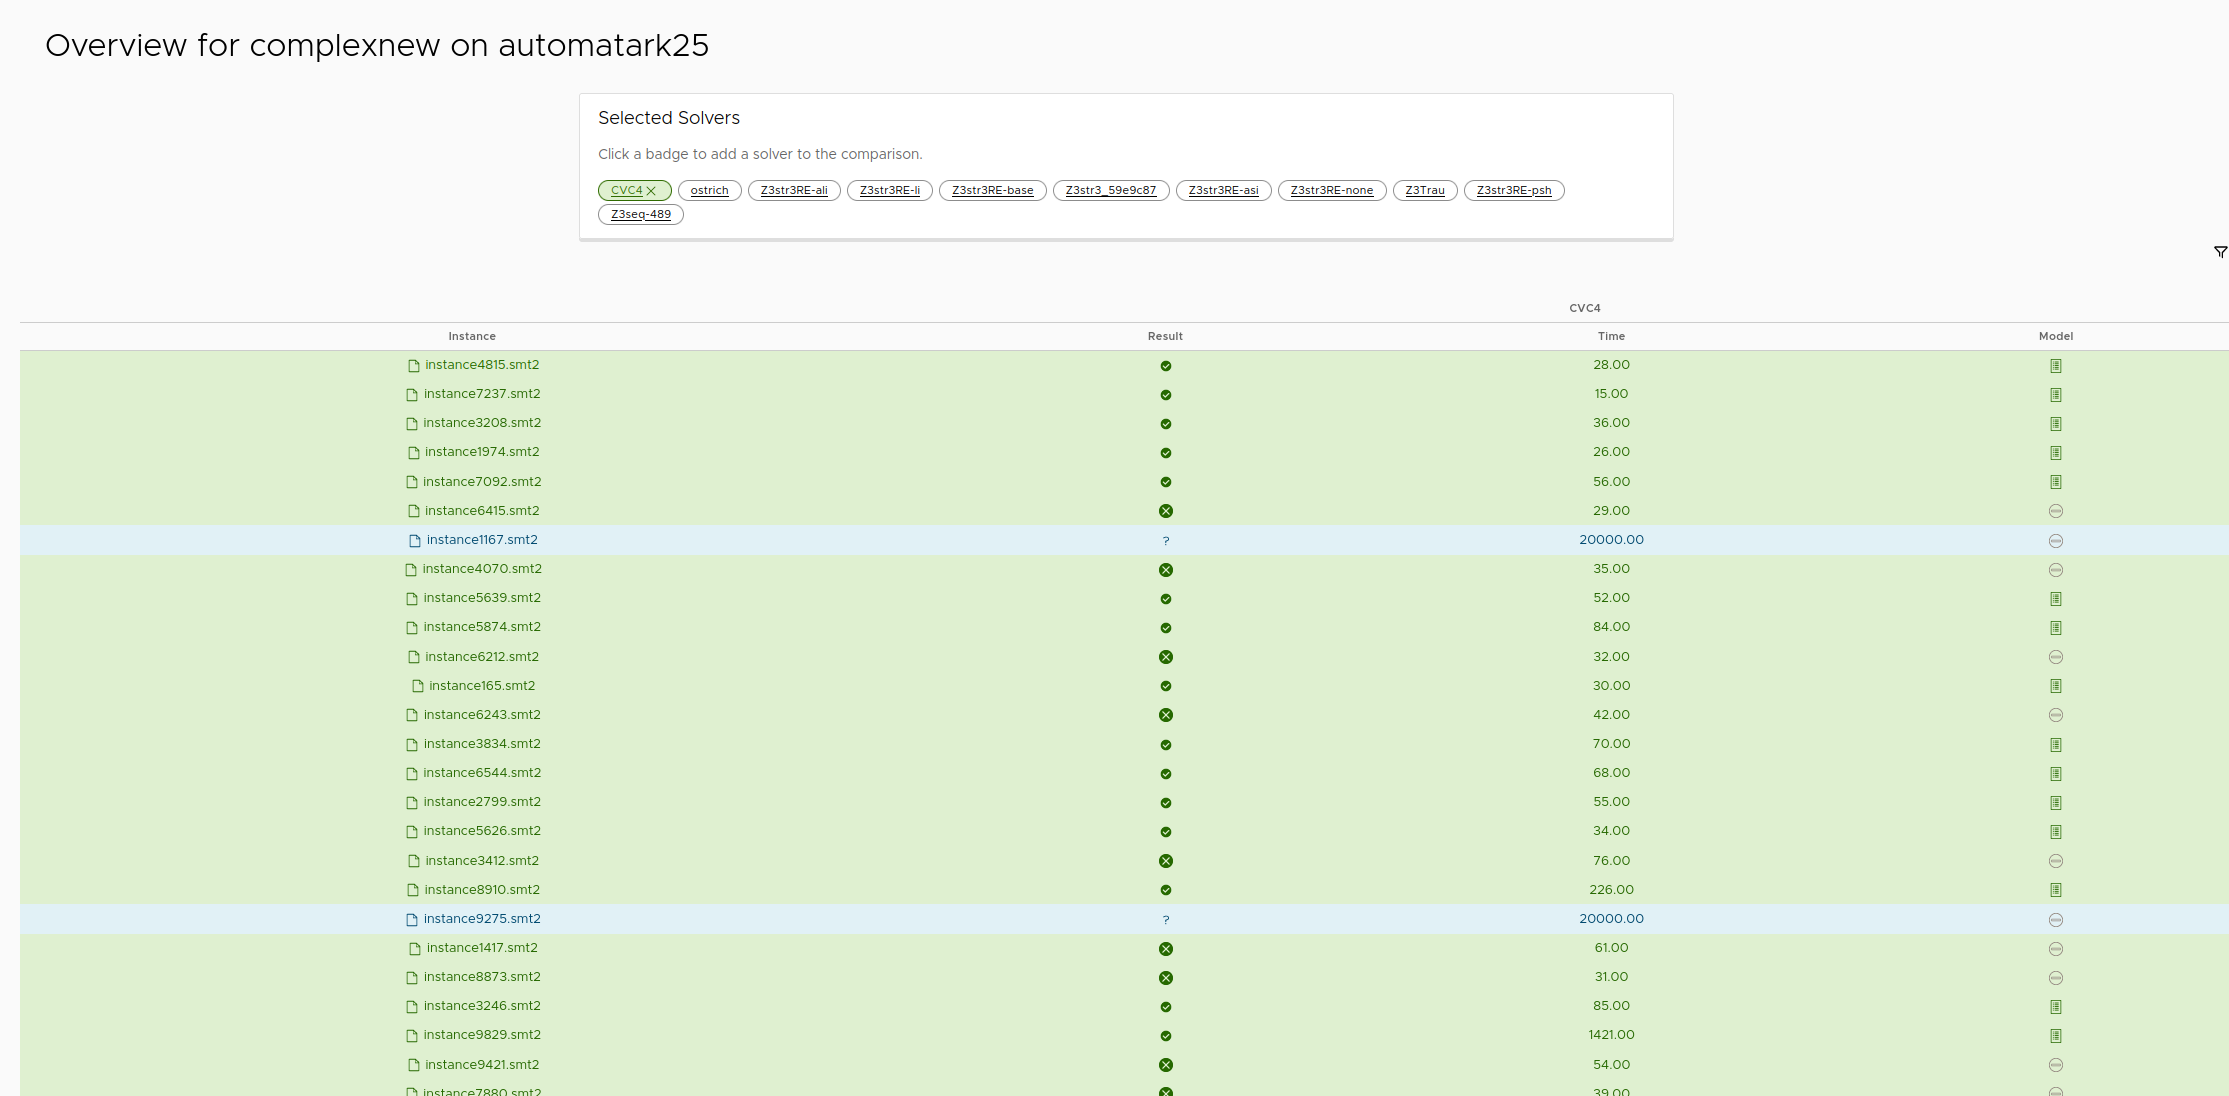 Overview for complexnew on automatark25
Selected Solvers
Click a badge to add a solver to the comparison.
CVC4 ostrich Z3str3RE-ali Z3str3RE-li Z3str3RE-base Z3str3_59e9c87 Z3str3RE-asi Z3str3RE-none Z3Trau Z3str3RE-psh
Z3seq-489
CVC4
Instance Result Time Model
instance4815.smt2 28.00
instance7237.smt2 15.00
instance3208.smt2 36.00
instance1974.smt2 26.00
instance7092.smt2 56.00
instance6415.smt2 29.00
instance1167.smt2 ? 20000.00
instance4070.smt2 35.00
instance5639.smt2 52.00
instance5874.smt2 84.00
instance6212.smt2 32.00
instance165.smt2 30.00
instance6243.smt2 42.00
instance3834.smt2 70.00
instance6544.smt2 68.00
instance2799.smt2 55.00
instance5626.smt2 34.00
instance3412.smt2 76.00
instance8910.smt2 226.00
instance9275.smt2 ? 20000.00
instance1417.smt2 61.00
instance8873.smt2 31.00
instance3246.smt2 85.00
instance9829.smt2 1421.00
instance9421.smt2 54.00
instance7880.smt2 39.00